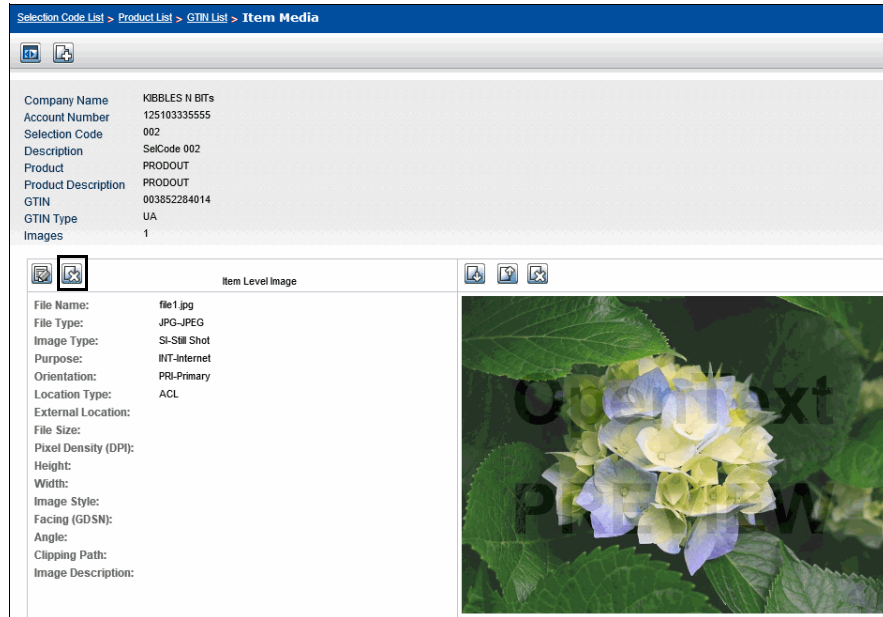 Selection Code List > Product List > GTIN List > Item Media
Company Name KIBBLES N BITs
Account Number 125103335555
Selection Code 002
Description SelCode 002
Product PRODOUT
Product Description PRODOUT
GTIN 003852284014
GTIN Type UA
Images 1
Item Level Image
File Name: file1.jpg
File Type: JPG-JPEG
Image Type: SI-Still Shot
Purpose: INT-Internet
Orientation: PRI-Primary
Location Type: ACL
External Location:
File Size:
Pixel Density (DPI):
Height:
Width:
Image Style:
Facing (GDSN):
Angle:
Clipping Path:
Image Description:
OpenText
PREVIEW